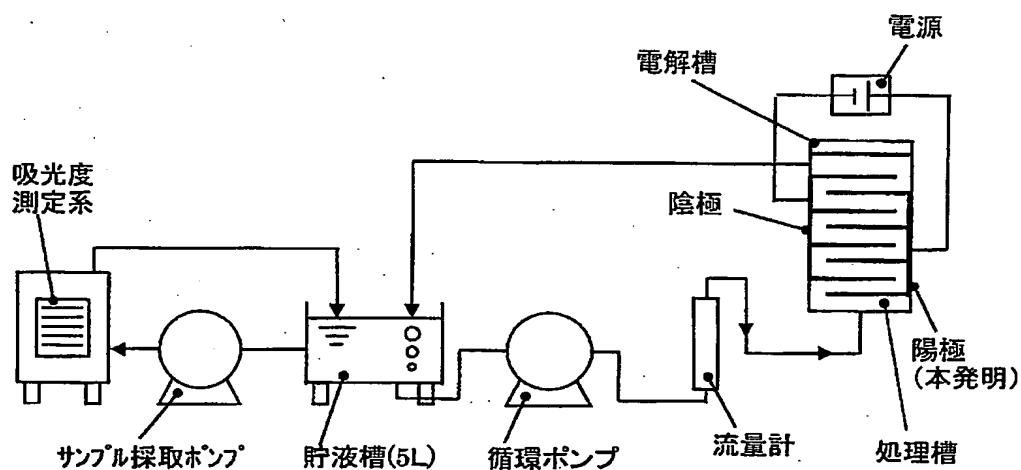 電源
電解槽
吸光度
測定系
陰極
陽極
(本発明)
サンプル採取ポンプ
貯液槽(5L)
循環ポンプ
流量計
処理槽